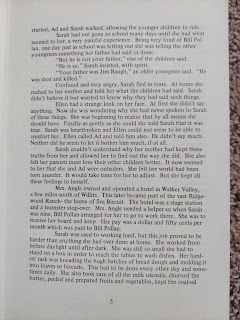 started, Ad and Sarah walked, allowing the younger children to ride.
Sarah had not gone to school many days until she had what
seemed to her, a very painful experience. Being very fond of Bill Pol-
lan, one day just as school was letting out she was telling the other
youngsters something her father had said or done.
"But he is not your father," one of the children said.
"He is so," Sarah insisted, with spirit.
"Your father was Jim Baugh," an older youngster said. "He
was shot and killed."
Confused and very angry, Sarah fled in tears. At home she
rushed to her mother and told her what the children had said. Sarah
didn't believe it but wanted to know why they had said such things.
Ellen had a strange look on her face. At first she didn't say
anything. Now she was wondering why she had never spoken to Sarah
of these things. She was beginning to realize that by all means she
should have. Finally as gently as she could she told Sarah that it was
true. Sarah was heartbroken and Ellen could not seem to be able to
comfort her. Ellen called Ad and told him also. He didn't say much.
Neither did he seem to let it bother him much, if at all.
Sarah couldn't understand why her mother had kept these
truths from her and allowed her to find out the way she did. She also
felt her parents must love their other children better. It now seemed
to her that she and Ad were outsiders. She felt her world had been
torn asunder. It would take time for her to adjust. But she kept all
these feelings to herself.
Mrs. Angle owned and operated a hotel in Walker Valley, a
few miles south of Willits. This later became part of the vast Ridge-
wood Ranch- the home of Sea Biscuit. The hotel was a stage station
and a teamster stop-over. Mrs. Angle needed a helper so when Sarah
was nine, Bill Pollan arranged for her to go to work there. She was to
receive her board and keep. Her pay was a dollar and fifty cents per
month which was paid to Bill Pollan.
Sarah was used to working hard, but this job proved to be
harder than anything she had ever done at home. She worked from
before daylight until after dark. She was still so small she had to
stand on a box in order to reach the tables to wash dishes. Her hard-
est task was kneading the huge batches of bread dough and molding it
into loaves or biscuits. This had to be done every other day and some-
times daily. She also took care of all the milk utensils, churned the
butter, peeled and prepared fruits and vegetables, kept the coal-oil
5